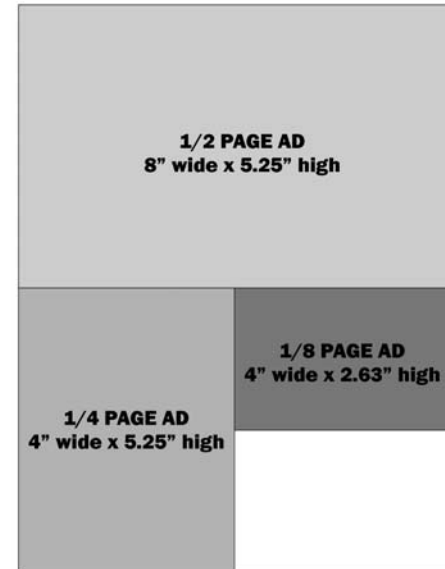 1/2 PAGE AD
8” wide x 5.25” high
1/8 PAGE AD
4” wide x 2.63” high
1/4 PAGE AD
4” wide x 5.25” high